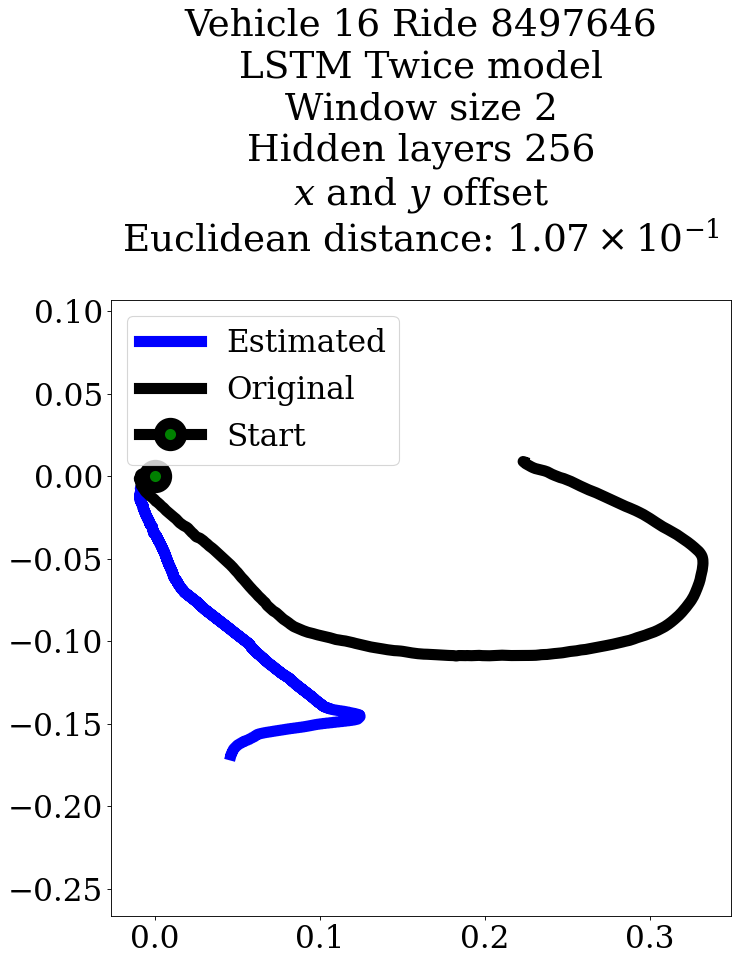 Vehicle 16 Ride 8497646
LSTM Twice model
Window size 2
Hidden layers 256
x and y offset
Euclidean distance: 1.07 × 10⁻¹
Estimated
Original
Start
0.10
0.05
0.00
−0.05
−0.10
−0.15
−0.20
−0.25
0.0 0.1 0.2 0.3